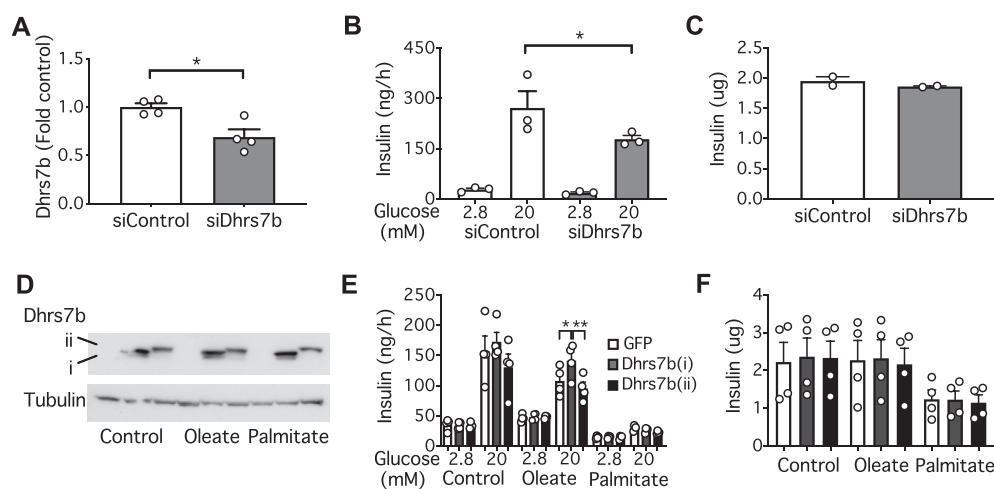 A
Dhrs7b (Fold control)
1.5
1.0
0.5
0.0
*
siControl siDhrs7b
B
Insulin (ng/h)
450
300
150
0
*
Glucose 2.8 20 2.8 20
(mM) siControl siDhrs7b
C
Insulin (ug)
2.5
2.0
1.5
1.0
0.5
0
siControl siDhrs7b
D
Dhrs7b
ii
i
Tubulin
Control Oleate Palmitate
E
Insulin (ng/h)
250
200
150
100
50
0
* **
GFP
Dhrs7b(i)
Dhrs7b(ii)
Glucose 2.8 20 2.8 20 2.8 20
(mM) Control Oleate Palmitate
F
Insulin (ug)
4
3
2
1
0
Control Oleate Palmitate